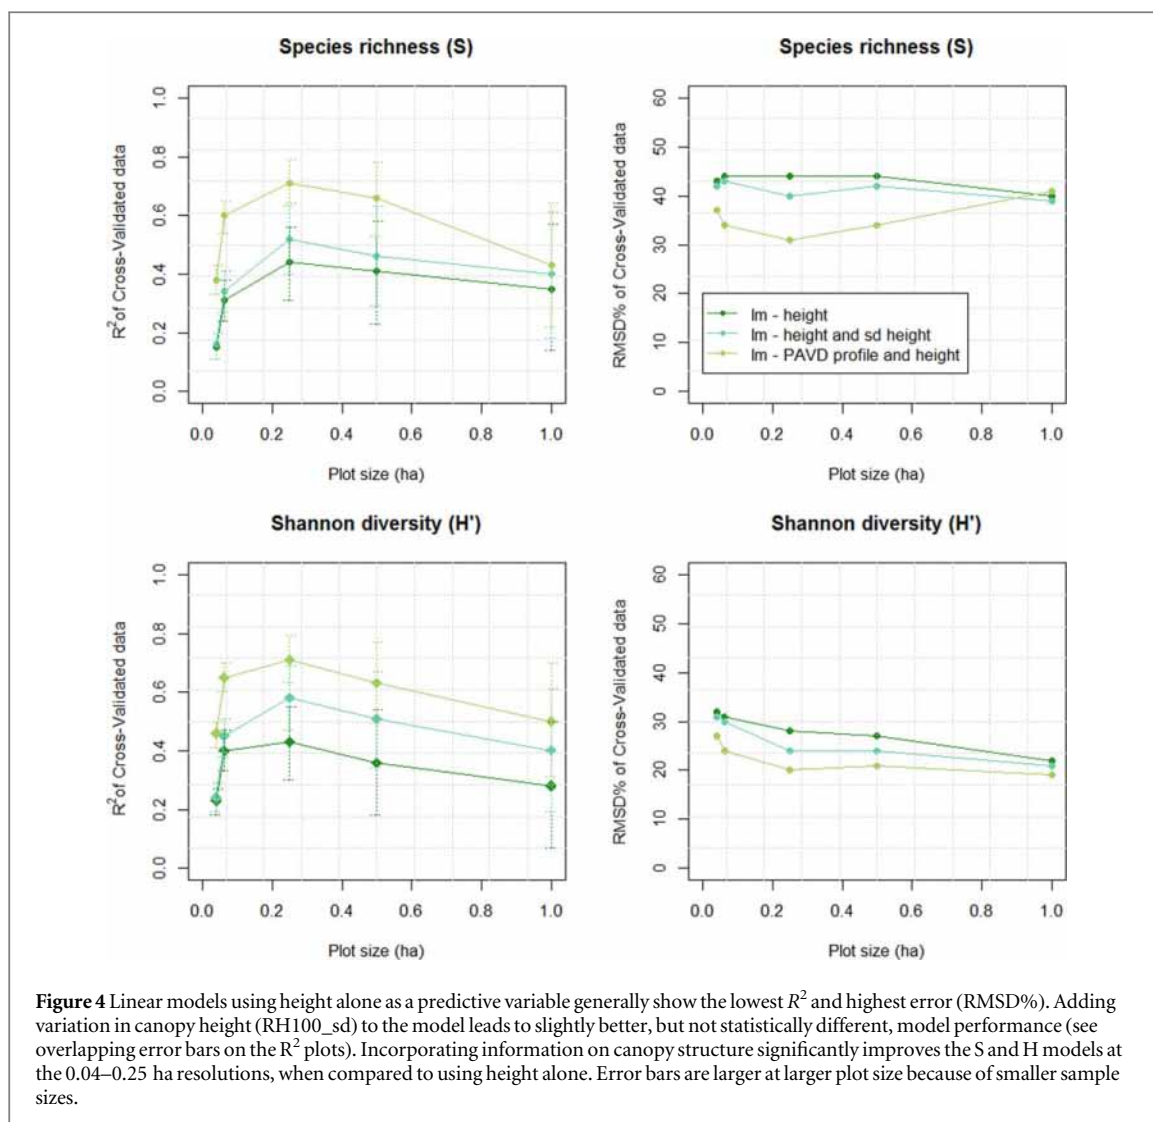 Species richness (S)
R2 of Cross-Validated data
0.0 0.2 0.4 0.6 0.8 1.0
0.0 0.2 0.4 0.6 0.8 1.0
Plot size (ha)
Species richness (S)
RMSD% of Cross-Validated data
0 10 20 30 40 50 60
lm - height
lm - height and sd height
lm - PAVD profile and height
0.0 0.2 0.4 0.6 0.8 1.0
Plot size (ha)
Shannon diversity (H')
R2 of Cross-Validated data
0.0 0.2 0.4 0.6 0.8 1.0
0.0 0.2 0.4 0.6 0.8 1.0
Plot size (ha)
Shannon diversity (H')
RMSD% of Cross-Validated data
0 10 20 30 40 50 60
0.0 0.2 0.4 0.6 0.8 1.0
Plot size (ha)
Figure 4 Linear models using height alone as a predictive variable generally show the lowest R2 and highest error (RMSD%). Adding
variation in canopy height (RH100_sd) to the model leads to slightly better, but not statistically different, model performance (see
overlapping error bars on the R2 plots). Incorporating information on canopy structure significantly improves the S and H models at
the 0.04–0.25 ha resolutions, when compared to using height alone. Error bars are larger at larger plot size because of smaller sample
sizes.